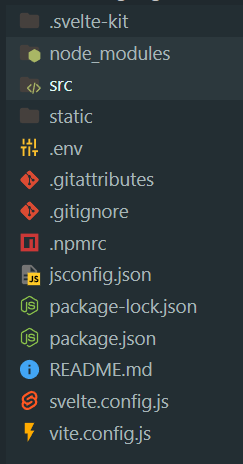 .svelte-kit
node_modules
src
static
.env
.gitattributes
.gitignore
.npmrc
jsconfig.json
package-lock.json
package.json
README.md
svelte.config.js
vite.config.js